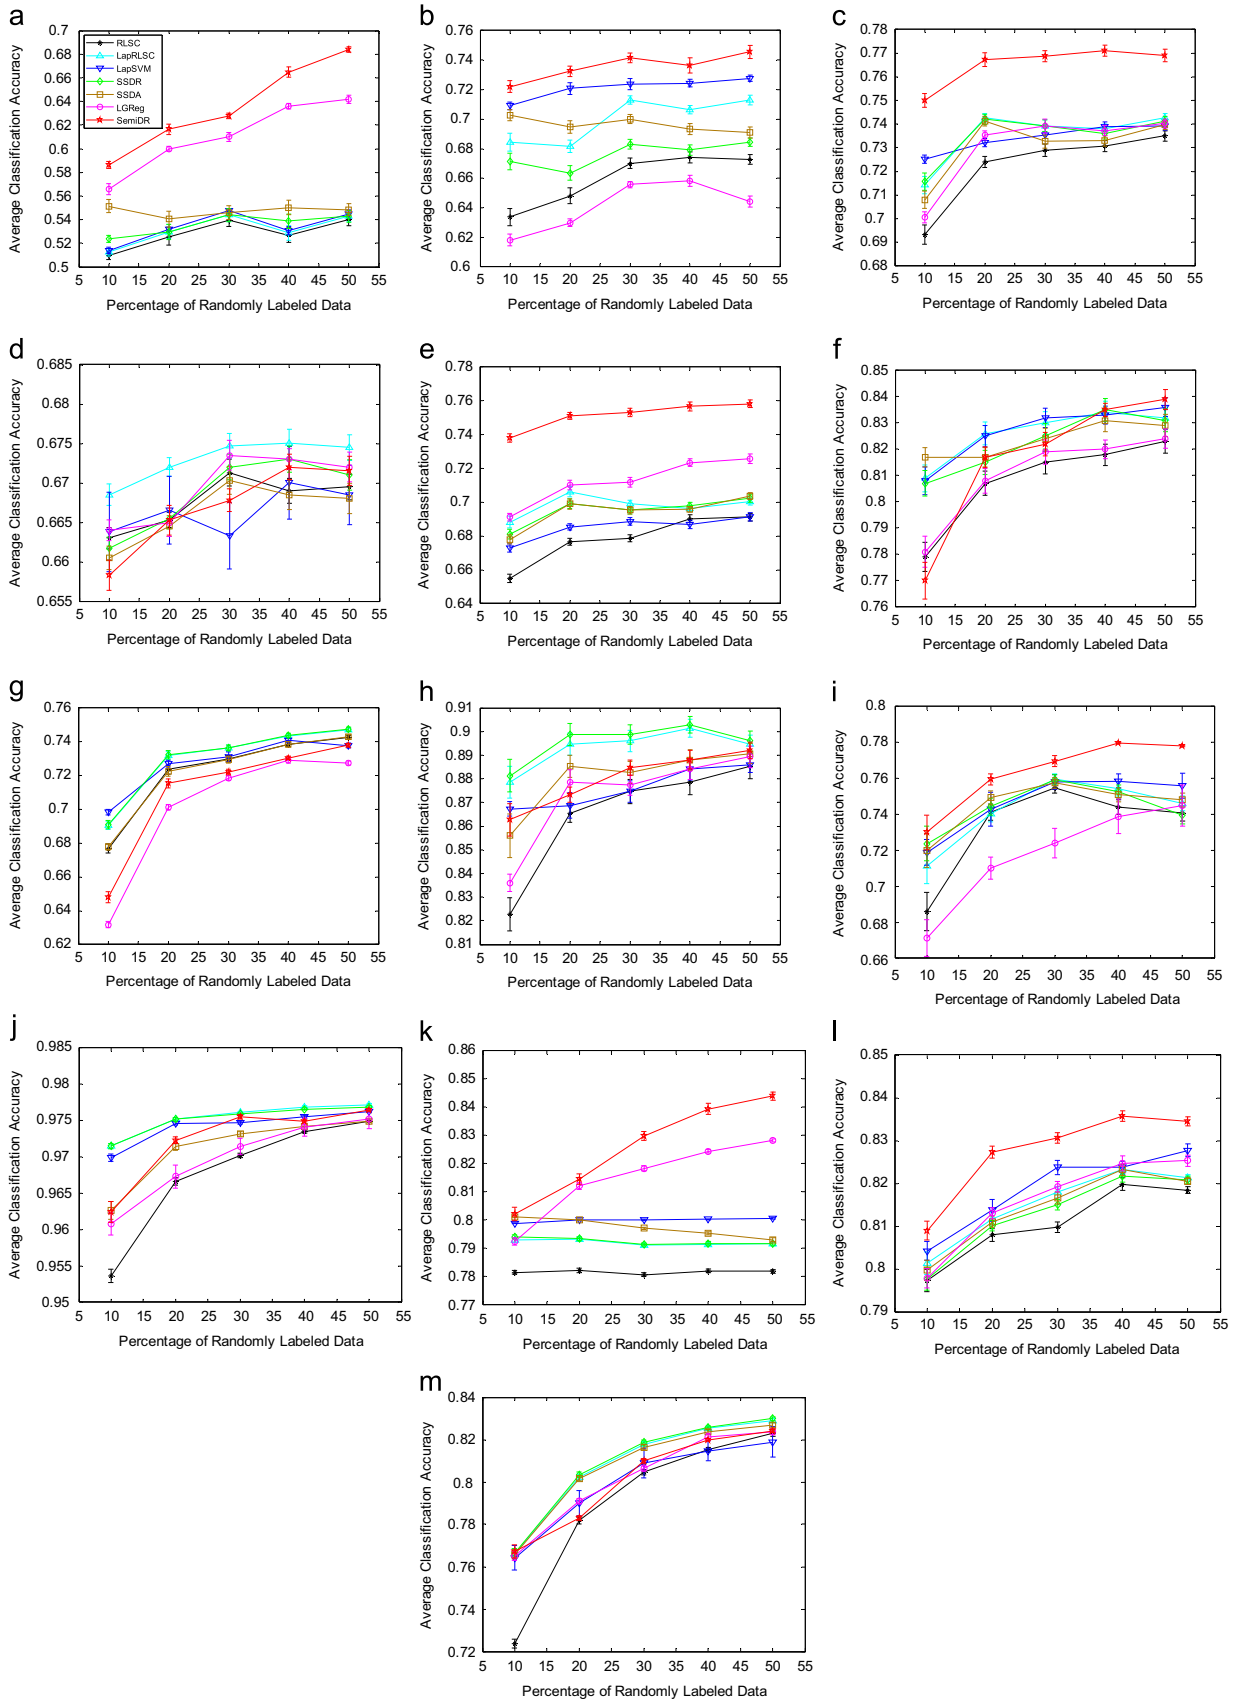 a
0.7
0.68
0.66
0.64
0.62
0.6
0.58
0.56
0.54
0.52
0.5
RLSC
LapRLSC
LapSVM
SSDR
SSDA
LGReg
SemiDR
5 10 15 20 25 30 35 40 45 50 55
Percentage of Randomly Labeled Data
Average Classification Accuracy
b
0.76
0.74
0.72
0.7
0.68
0.66
0.64
0.62
0.6
5 10 15 20 25 30 35 40 45 50 55
Percentage of Randomly Labeled Data
Average Classification Accuracy
c
0.78
0.77
0.76
0.75
0.74
0.73
0.72
0.71
0.7
0.69
0.68
5 10 15 20 25 30 35 40 45 50 55
Percentage of Randomly Labeled Data
Average Classification Accuracy
d
0.685
0.68
0.675
0.67
0.665
0.66
0.655
5 10 15 20 25 30 35 40 45 50 55
Percentage of Randomly Labeled Data
Average Classification Accuracy
e
0.78
0.76
0.74
0.72
0.7
0.68
0.66
0.64
5 10 15 20 25 30 35 40 45 50 55
Percentage of Randomly Labeled Data
Average Classification Accuracy
f
0.85
0.84
0.83
0.82
0.81
0.8
0.79
0.78
0.77
0.76
5 10 15 20 25 30 35 40 45 50 55
Percentage of Randomly Labeled Data
Average Classification Accuracy
g
0.76
0.74
0.72
0.7
0.68
0.66
0.64
0.62
5 10 15 20 25 30 35 40 45 50 55
Percentage of Randomly Labeled Data
Average Classification Accuracy
h
0.91
0.9
0.89
0.88
0.87
0.86
0.85
0.84
0.83
0.82
0.81
5 10 15 20 25 30 35 40 45 50 55
Percentage of Randomly Labeled Data
Average Classification Accuracy
i
0.8
0.78
0.76
0.74
0.72
0.7
0.68
0.66
5 10 15 20 25 30 35 40 45 50 55
Percentage of Randomly Labeled Data
Average Classification Accuracy
j
0.985
0.98
0.975
0.97
0.965
0.96
0.955
0.95
5 10 15 20 25 30 35 40 45 50 55
Percentage of Randomly Labeled Data
Average Classification Accuracy
k
0.86
0.85
0.84
0.83
0.82
0.81
0.8
0.79
0.78
0.77
5 10 15 20 25 30 35 40 45 50 55
Percentage of Randomly Labeled Data
Average Classification Accuracy
l
0.85
0.84
0.83
0.82
0.81
0.8
0.79
5 10 15 20 25 30 35 40 45 50 55
Percentage of Randomly Labeled Data
Average Classification Accuracy
m
0.84
0.82
0.8
0.78
0.76
0.74
0.72
5 10 15 20 25 30 35 40 45 50 55
Percentage of Randomly Labeled Data
Average Classification Accuracy